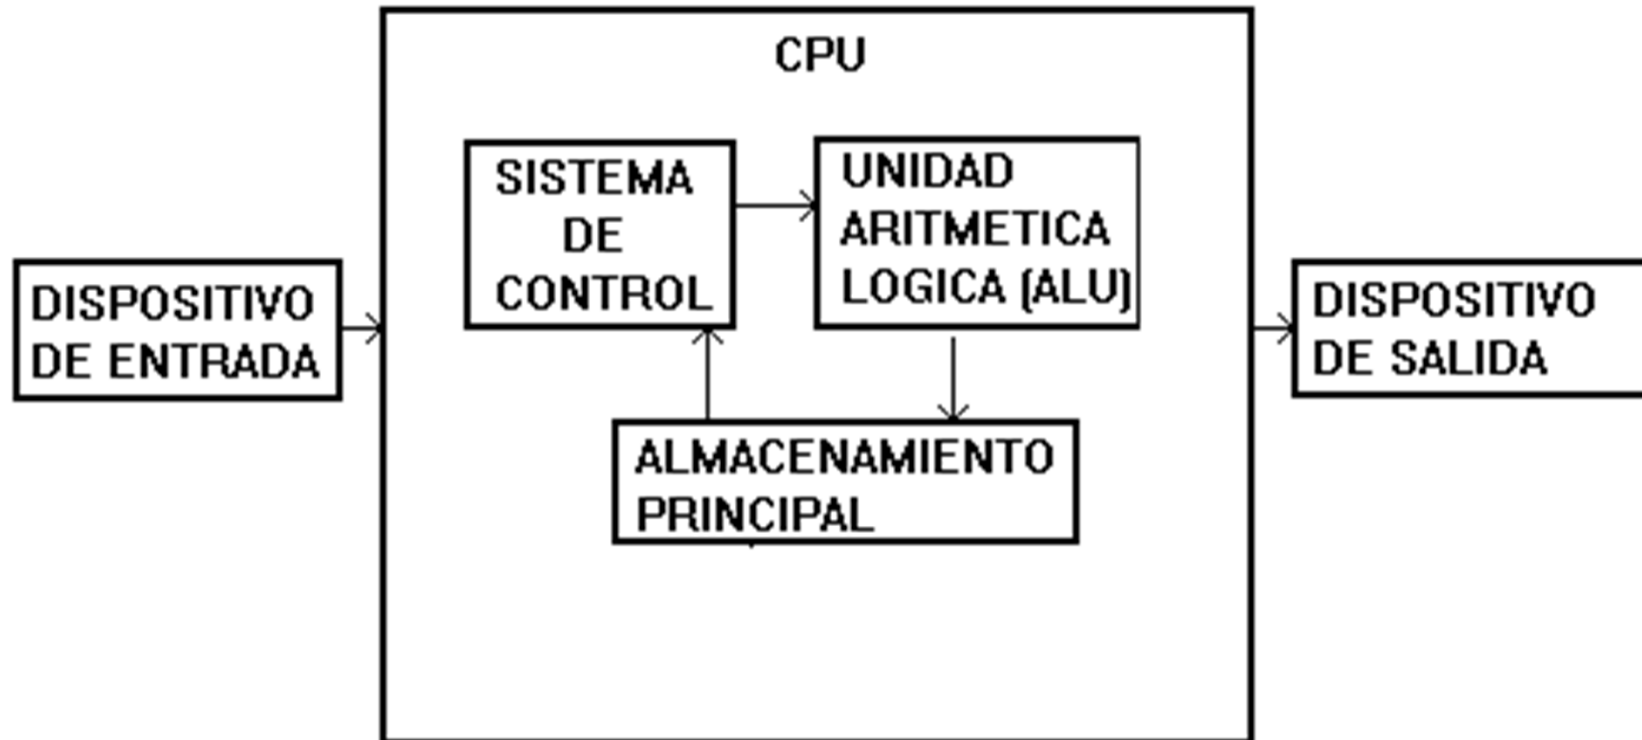 CPU
SISTEMA
DE
CONTROL
UNIDAD
ARITMETICA
LOGICA (ALU)
DISPOSITIVO
DE ENTRADA
DISPOSITIVO
DE SALIDA
ALMACENAMIENTO
PRINCIPAL